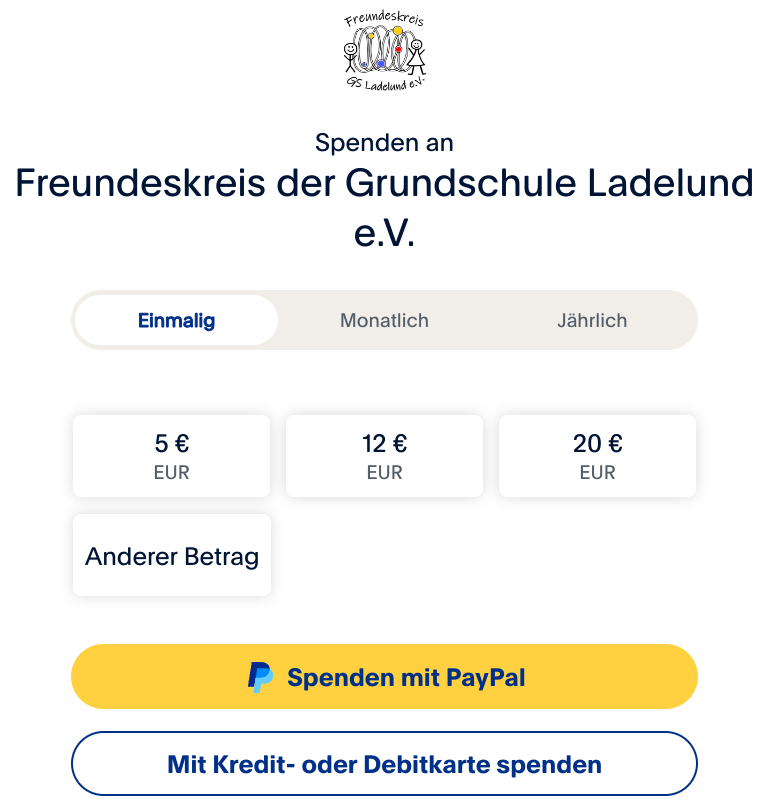 Freundeskreis
GS Ladelund e.V.
Spenden an
Freundeskreis der Grundschule Ladelund
e.V.
Einmalig Monatlich Jährlich
5 € 12 € 20 €
EUR EUR EUR
Anderer Betrag
Spenden mit PayPal
Mit Kredit- oder Debitkarte spenden